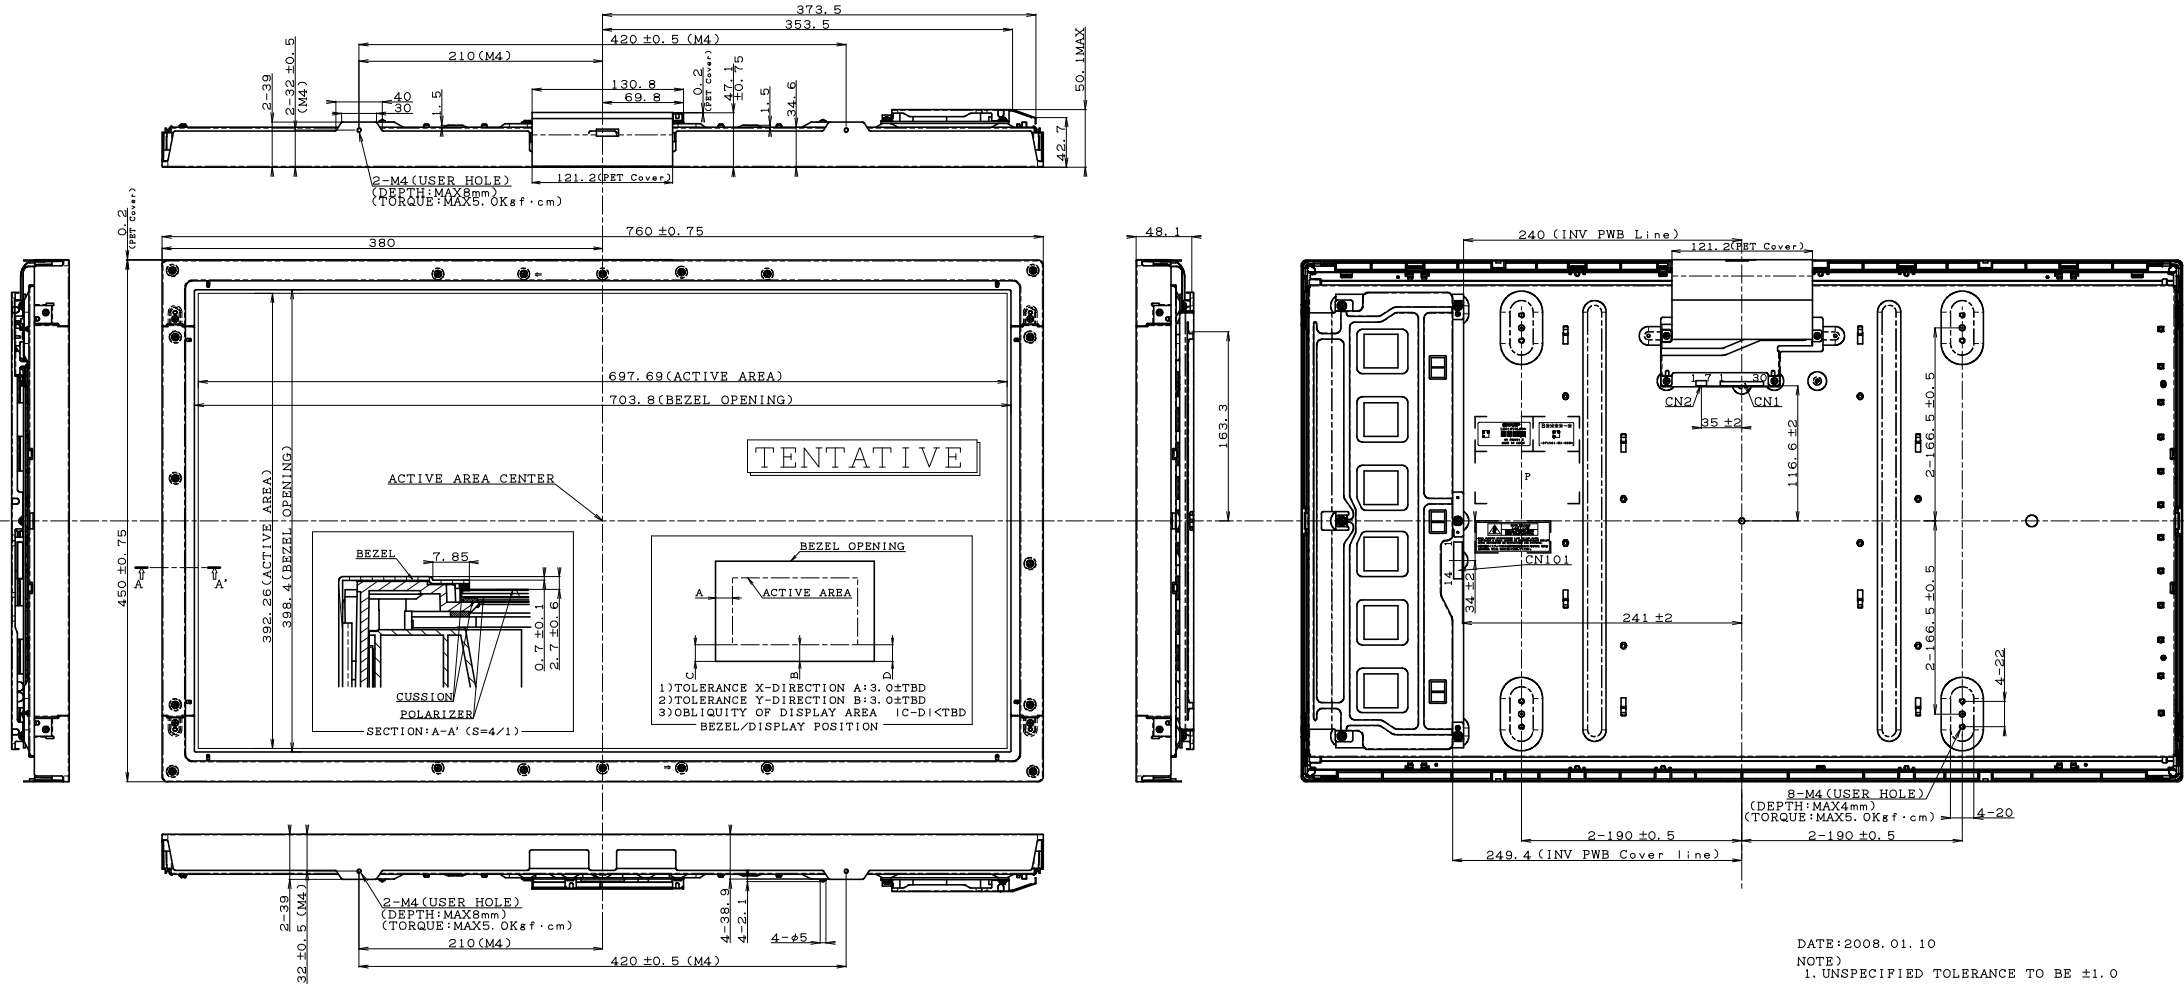 373.5
353.5
420 ±0.5 (M4)
210(M4)
50.1MAX
2-39
2-32 ±0.5
(M4)
40
30
1.5
130.8
69.8
0.2
(PET Cover)
47.1
±0.75
1.5
34.6
42.7
2-M4(USER HOLE)
(DEPTH:MAX8mm)
(TORQUE:MAX5.0Kgf·cm)
121.2(PET Cover)
0.2
(PET Cover)
760 ±0.75
380
450 ±0.75
697.69(ACTIVE AREA)
703.8(BEZEL OPENING)
392.26(ACTIVE AREA)
398.4(BEZEL OPENING)
TENTATIVE
ACTIVE AREA CENTER
A
A'
BEZEL
7.85
0.7 ±0.1
2.7 ±0.6
CUSSION
POLARIZER
SECTION:A-A' (S=4/1)
BEZEL OPENING
A
ACTIVE AREA
C
B
D
1)TOLERANCE X-DIRECTION A:3.0±TBD
2)TOLERANCE Y-DIRECTION B:3.0±TBD
3)OBLIQUITY OF DISPLAY AREA |C-D|<TBD
BEZEL/DISPLAY POSITION
48.1
163.3
240 (INV PWB Line)
121.2(PET Cover)
1 7 1 30
CN2
CN1
35 ±2
116.6 ±2
2-166.5 ±0.5
P
1
CN101
14
34 ±2
241 ±2
2-166.5 ±0.5
4-22
8-M4(USER HOLE)
(DEPTH:MAX4mm)
(TORQUE:MAX5.0Kgf·cm)
4-20
2-190 ±0.5
2-190 ±0.5
249.4 (INV PWB Cover line)
2-39
32 ±0.5 (M4)
2-M4(USER HOLE)
(DEPTH:MAX8mm)
(TORQUE:MAX5.0Kgf·cm)
210(M4)
420 ±0.5 (M4)
4-38.9
4-2.1
4-φ5
DATE:2008.01.10
NOTE)
1.UNSPECIFIED TOLERANCE TO BE ±1.0